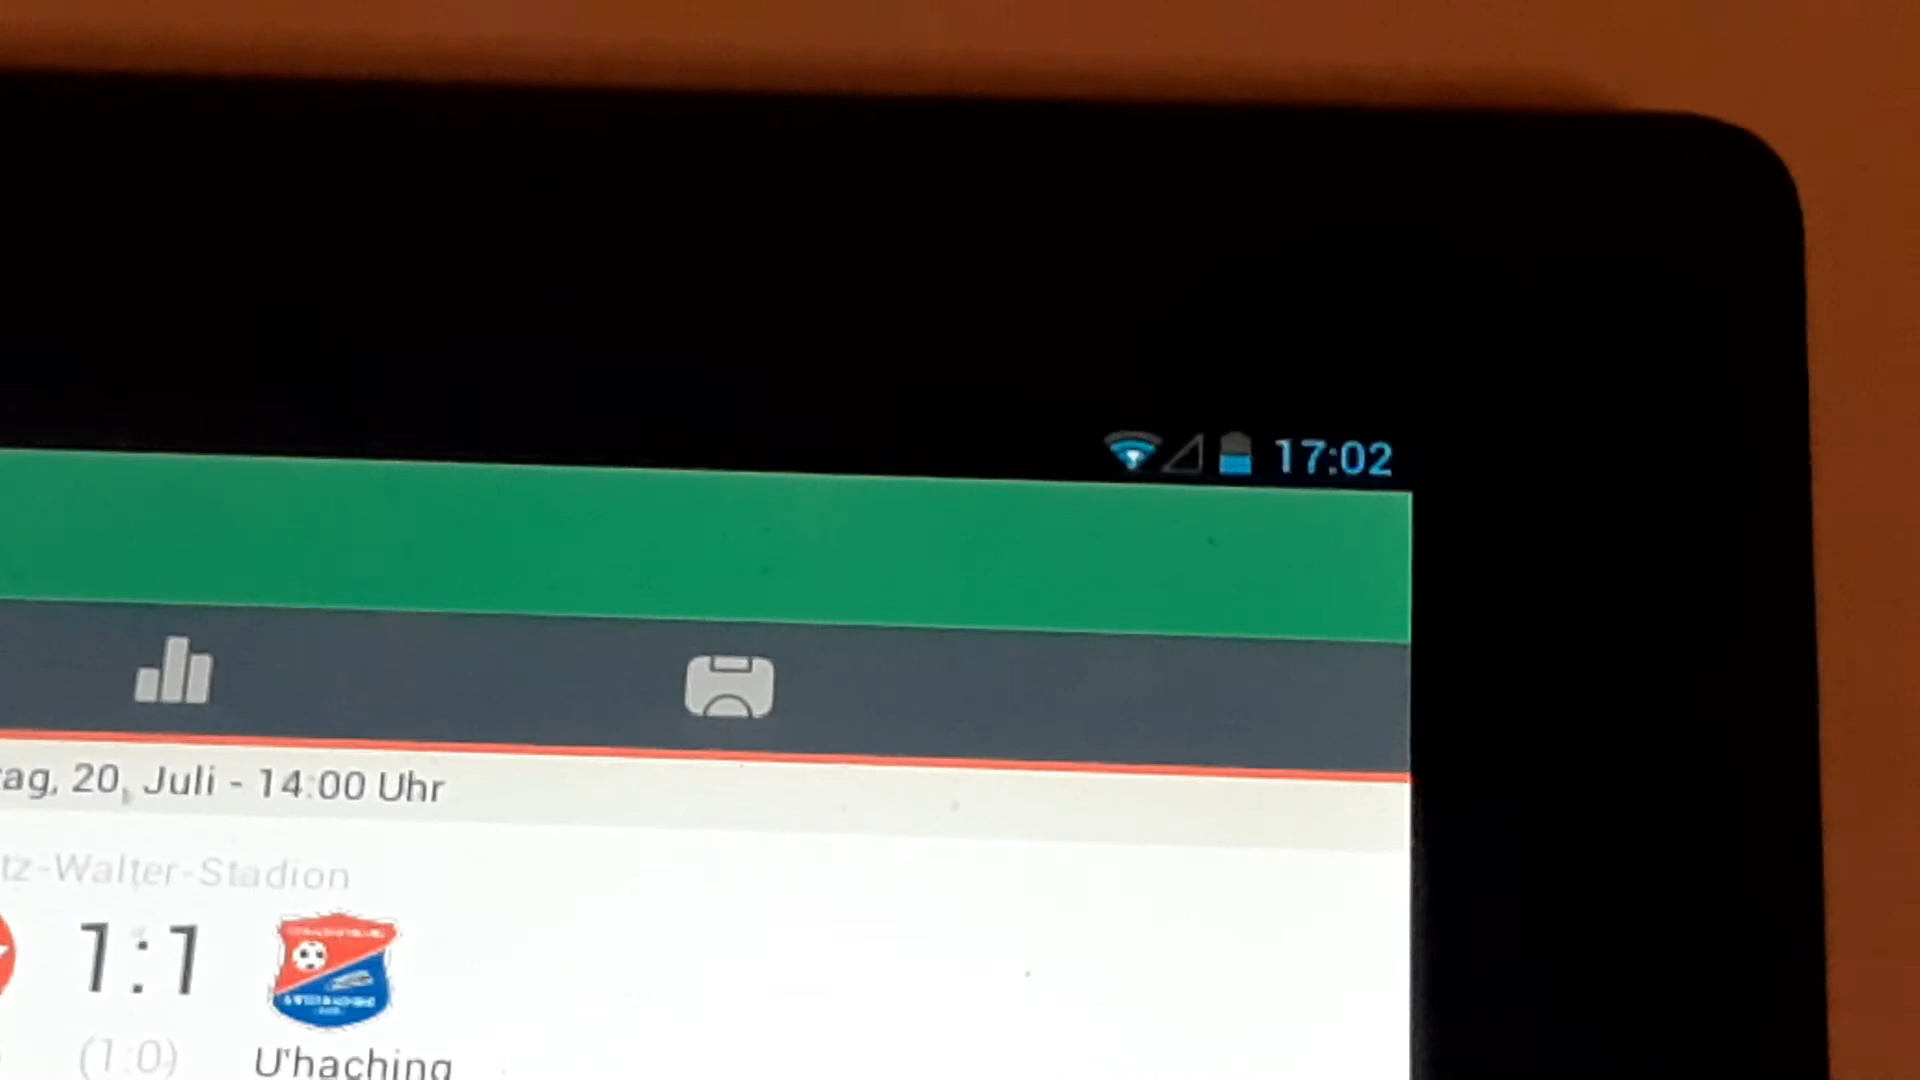 17:02
ag, 20. Juli - 14:00 Uhr
tz-Walter-Stadion
1:1
(1:0)
U'haching